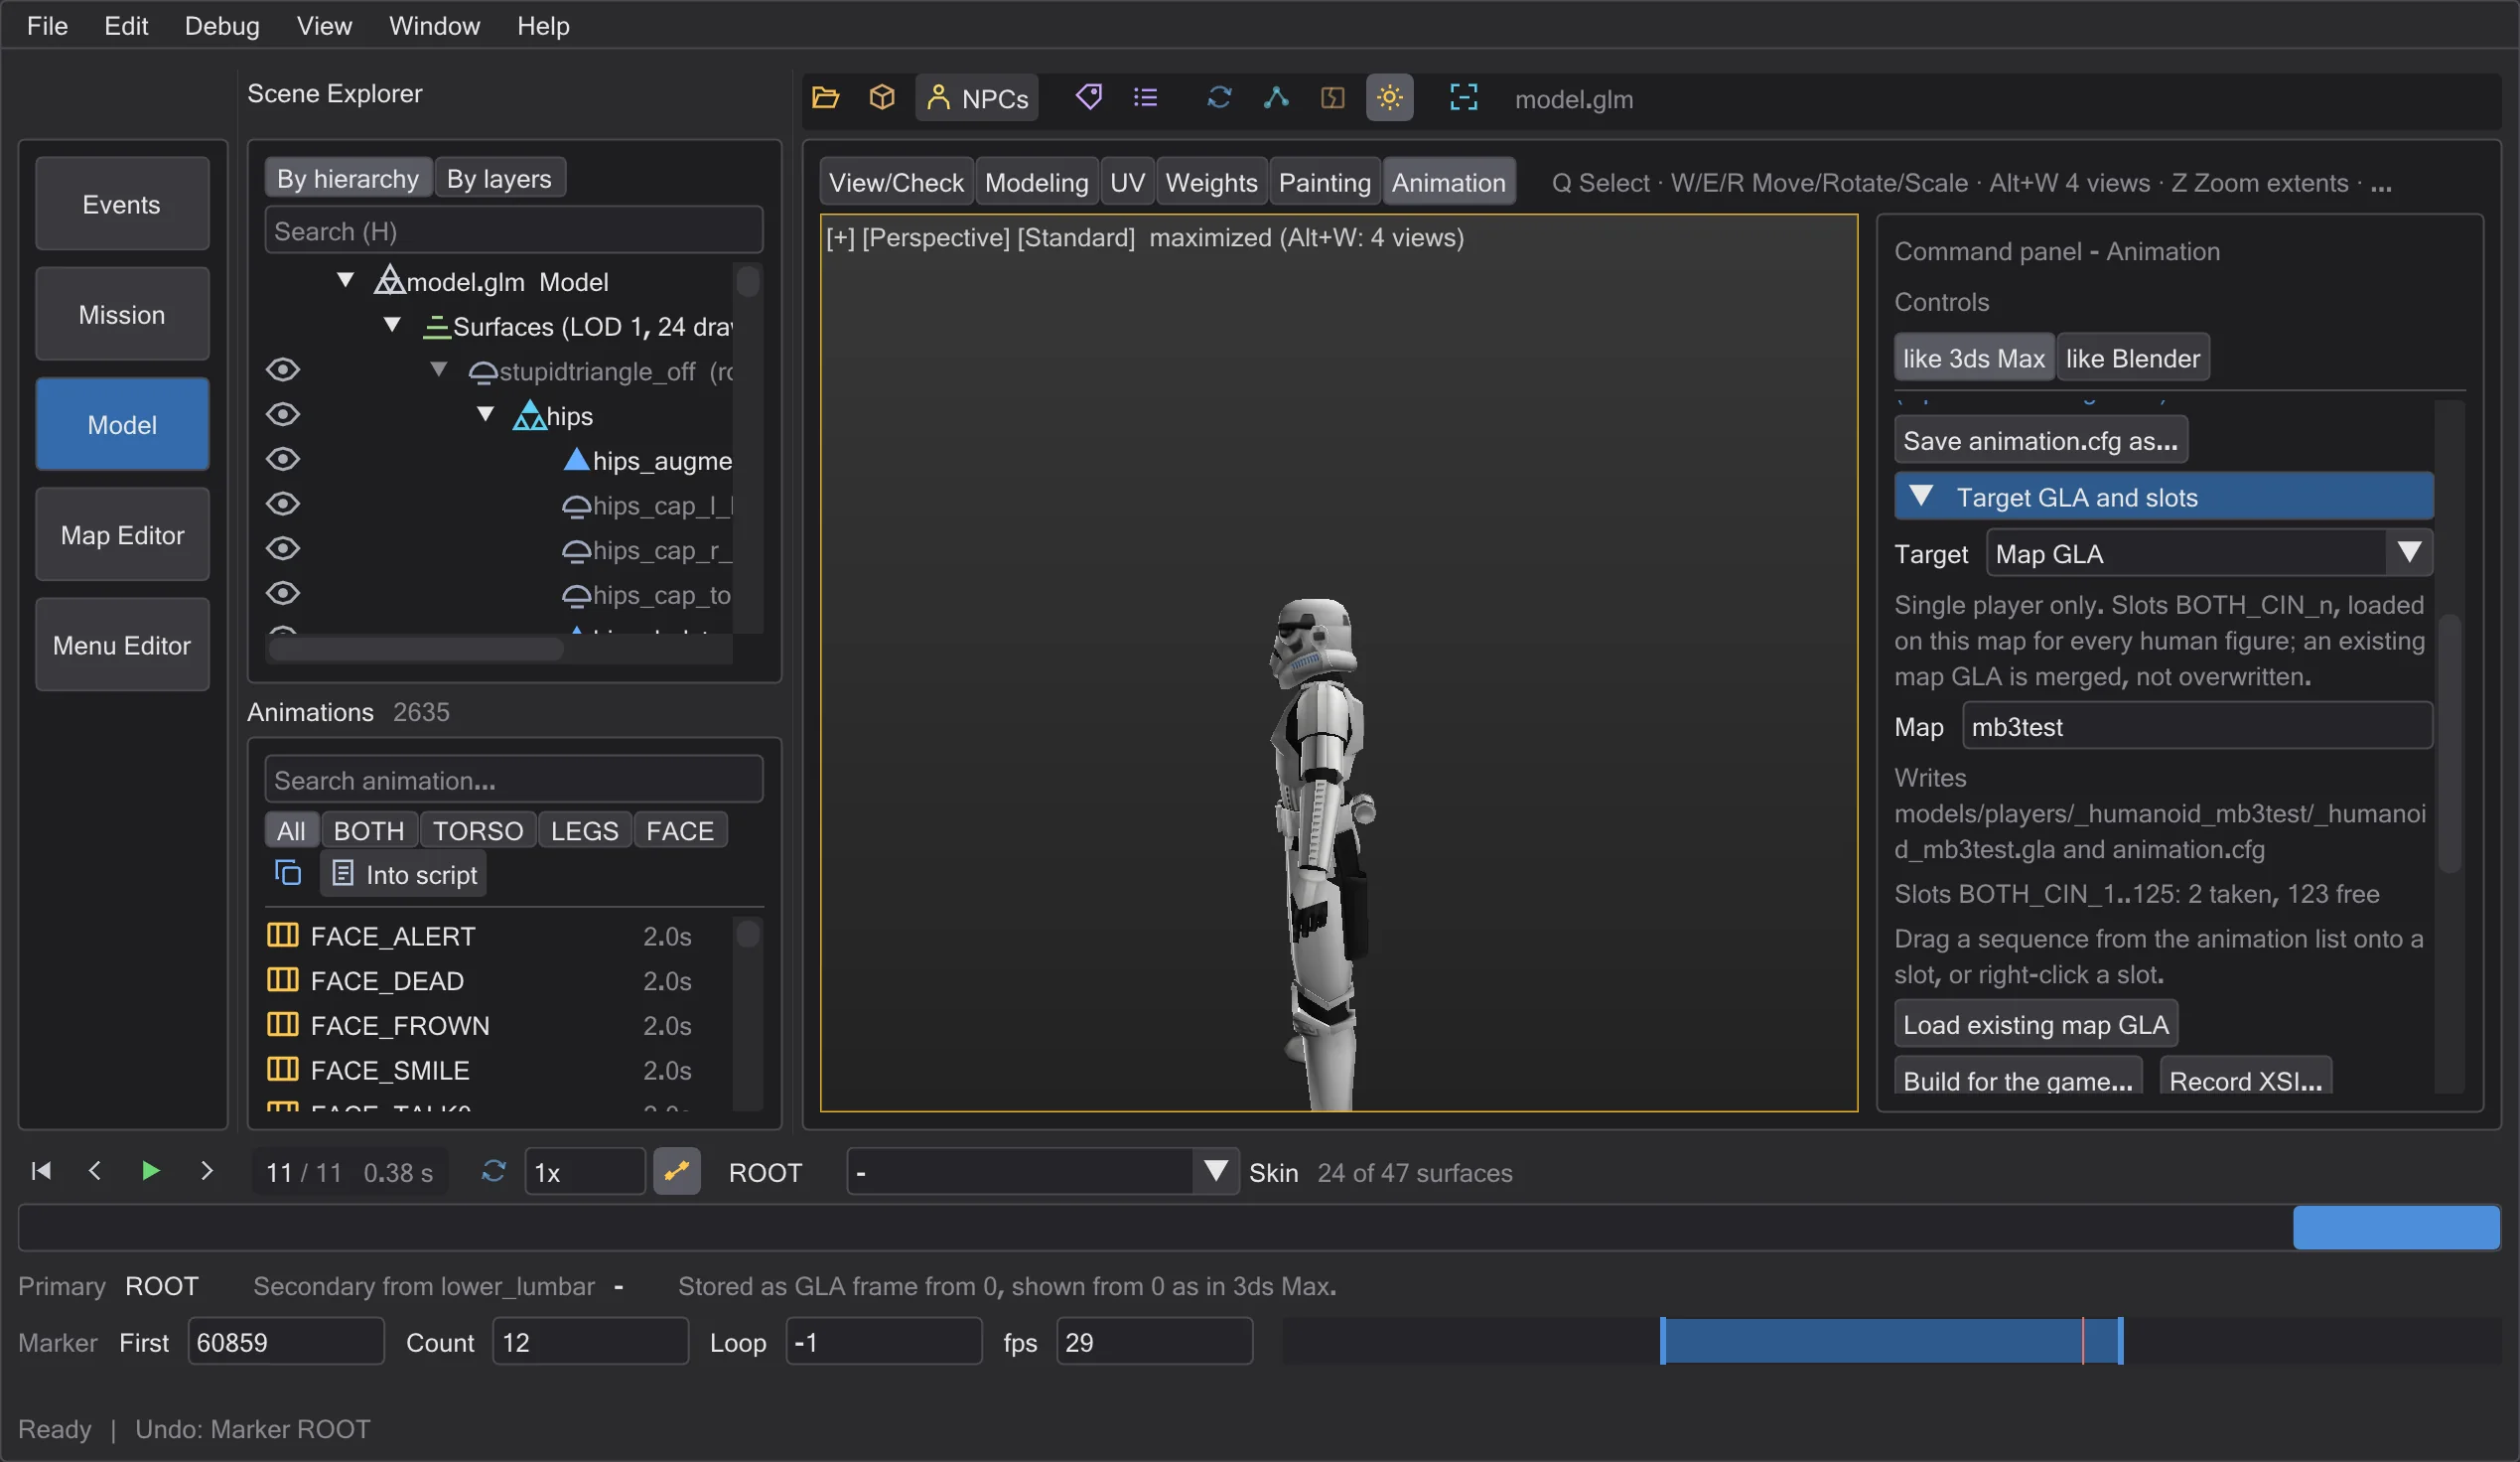 File Edit Debug View Window Help
Scene Explorer
NPCs
model.glm
Events
Mission
Model
Map Editor
Menu Editor
By hierarchy By layers
Search (H)
model.glm Model
Surfaces (LOD 1, 24
stupidtriangle_off
hips
hips_augme
hips_cap_l_
hips_cap_r_
hips_cap_to
Animations 2635
Search animation...
All BOTH TORSO LEGS FACE
Into script
FACE_ALERT 2.0s
FACE_DEAD 2.0s
FACE_FROWN 2.0s
FACE_SMILE 2.0s
View/Check Modeling UV Weights Painting Animation
Q Select · W/E/R Move/Rotate/Scale · Alt+W 4 views · Z Zoom extents · ...
[+] [Perspective] [Standard] maximized (Alt+W: 4 views)
Command panel - Animation
Controls
like 3ds Max like Blender
Save animation.cfg as...
Target GLA and slots
Target Map GLA
Single player only. Slots BOTH_CIN_n, loaded
on this map for every human figure; an existing
map GLA is merged, not overwritten.
Map mb3test
Writes
models/players/_humanoid_mb3test/_humanoi
d_mb3test.gla and animation.cfg
Slots BOTH_CIN_1..125: 2 taken, 123 free
Drag a sequence from the animation list onto a
slot, or right-click a slot.
Load existing map GLA
Build for the game... Record XSI...
11 / 11 0.38 s 1x ROOT - Skin 24 of 47 surfaces
Primary ROOT Secondary from lower_lumbar - Stored as GLA frame from 0, shown from 0 as in 3ds Max.
Marker First 60859 Count 12 Loop -1 fps 29
Ready | Undo: Marker ROOT